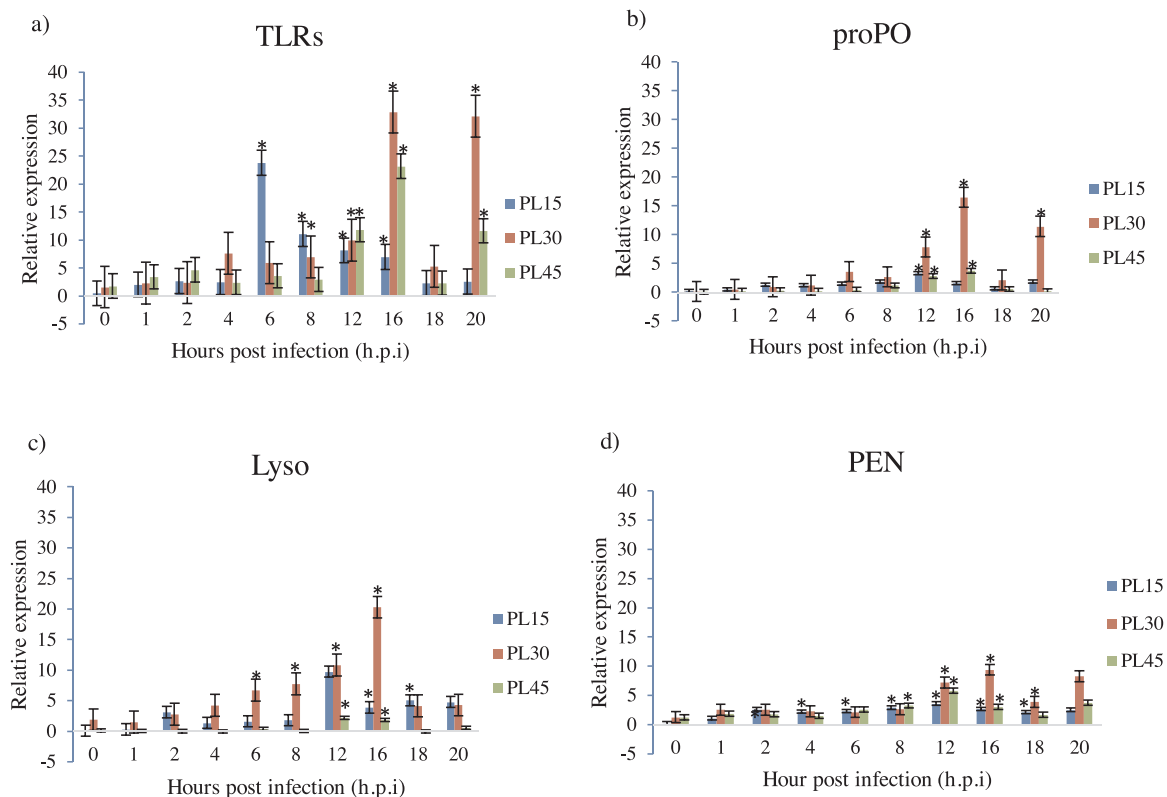 a)
TLRs
Relative expression
40
35
30
25
20
15
10
5
0
-5
* * * * * * * * * * *
0 1 2 4 6 8 12 16 18 20
Hours post infection (h.p.i)
PL15
PL30
PL45
b)
proPO
Relative expression
40
35
30
25
20
15
10
5
0
-5
* * * * * *
0 1 2 4 6 8 12 16 18 20
Hours post infection (h.p.i)
PL15
PL30
PL45
c)
Lyso
Relative expression
40
35
30
25
20
15
10
5
0
-5
* * * * * * * *
0 1 2 4 6 8 12 16 18 20
Hours post infection (h.p.i)
PL15
PL30
PL45
d)
PEN
Relative expression
40
35
30
25
20
15
10
5
0
-5
* * * * * * * * * * * * *
0 1 2 4 6 8 12 16 18 20
Hour post infection (h.p.i)
PL15
PL30
PL45